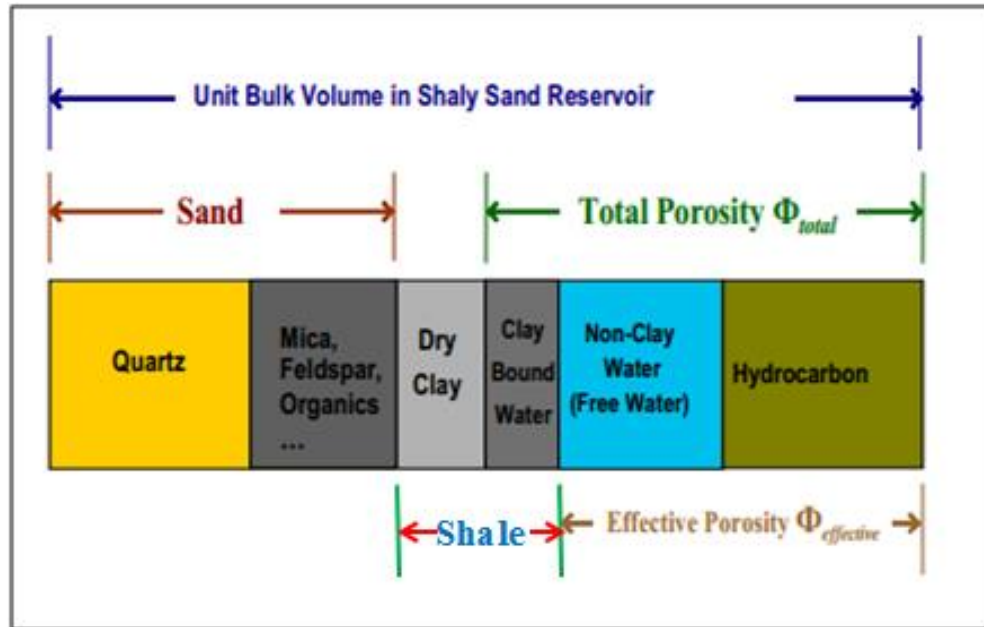 Unit Bulk Volume in Shaly Sand Reservoir
Sand
Total Porosity Φtotal
Quartz
Mica,
Feldspar,
Organics
...
Dry
Clay
Clay
Bound
Water
Non-Clay
Water
(Free Water)
Hydrocarbon
Shale
Effective Porosity Φeffective